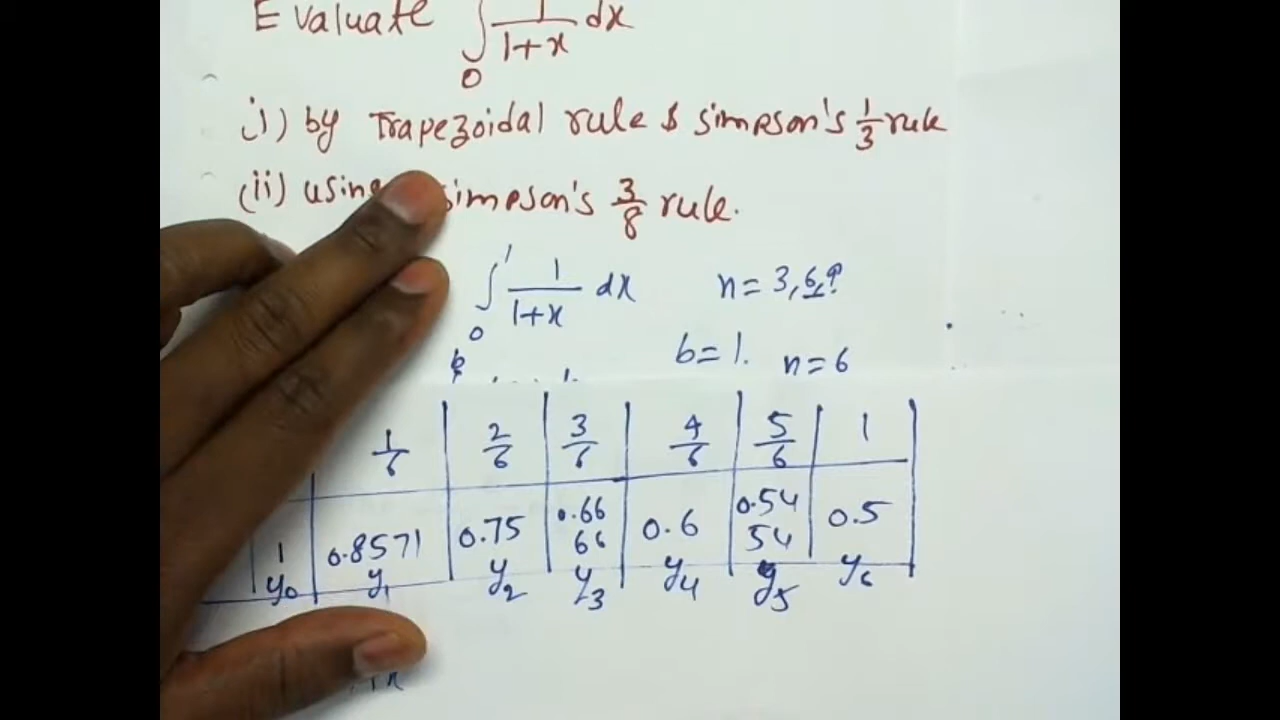 Evaluate ∫₀ 1/(1+x) dx
i) by Trapezoidal rule & simpson's 1/3 rule
(ii) using simpson's 3/8 rule.
∫₀¹ 1/(1+x) dx n = 3, 6, 9
b = 1. n = 6
1/6 2/6 3/6 4/6 5/6 1
1 0.8571 0.75 0.6666 0.6 0.5454 0.5
y₀ y₁ y₂ y₃ y₄ y₅ y₆